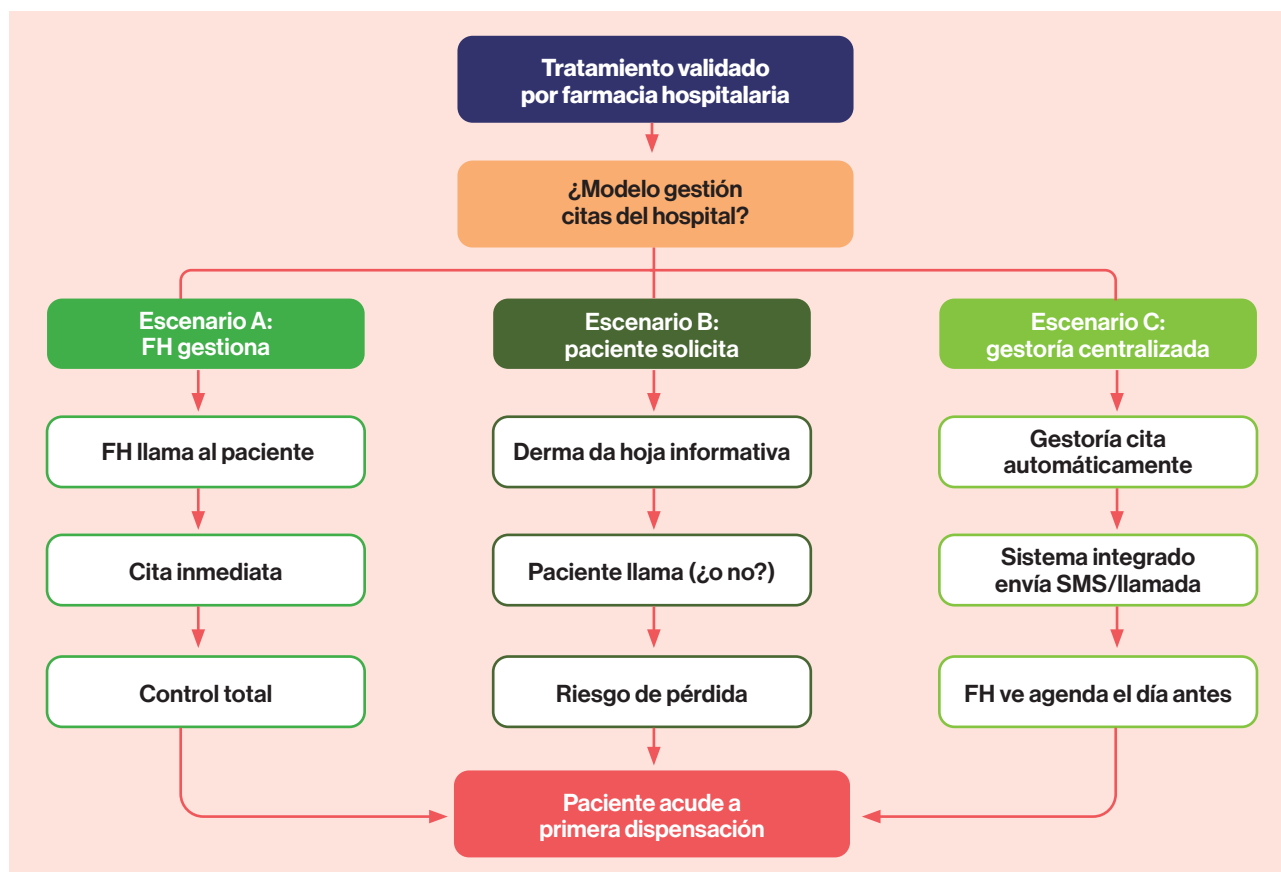 Tratamiento validado
por farmacia hospitalaria
¿Modelo gestión
citas del hospital?
Escenario A:
FH gestiona
Escenario B:
paciente solicita
Escenario C:
gestoría centralizada
FH llama al paciente
Derma da hoja informativa
Gestoría cita
automáticamente
Cita inmediata
Paciente llama (¿o no?)
Sistema integrado
envía SMS/llamada
Control total
Riesgo de pérdida
FH ve agenda el día antes
Paciente acude a
primera dispensación